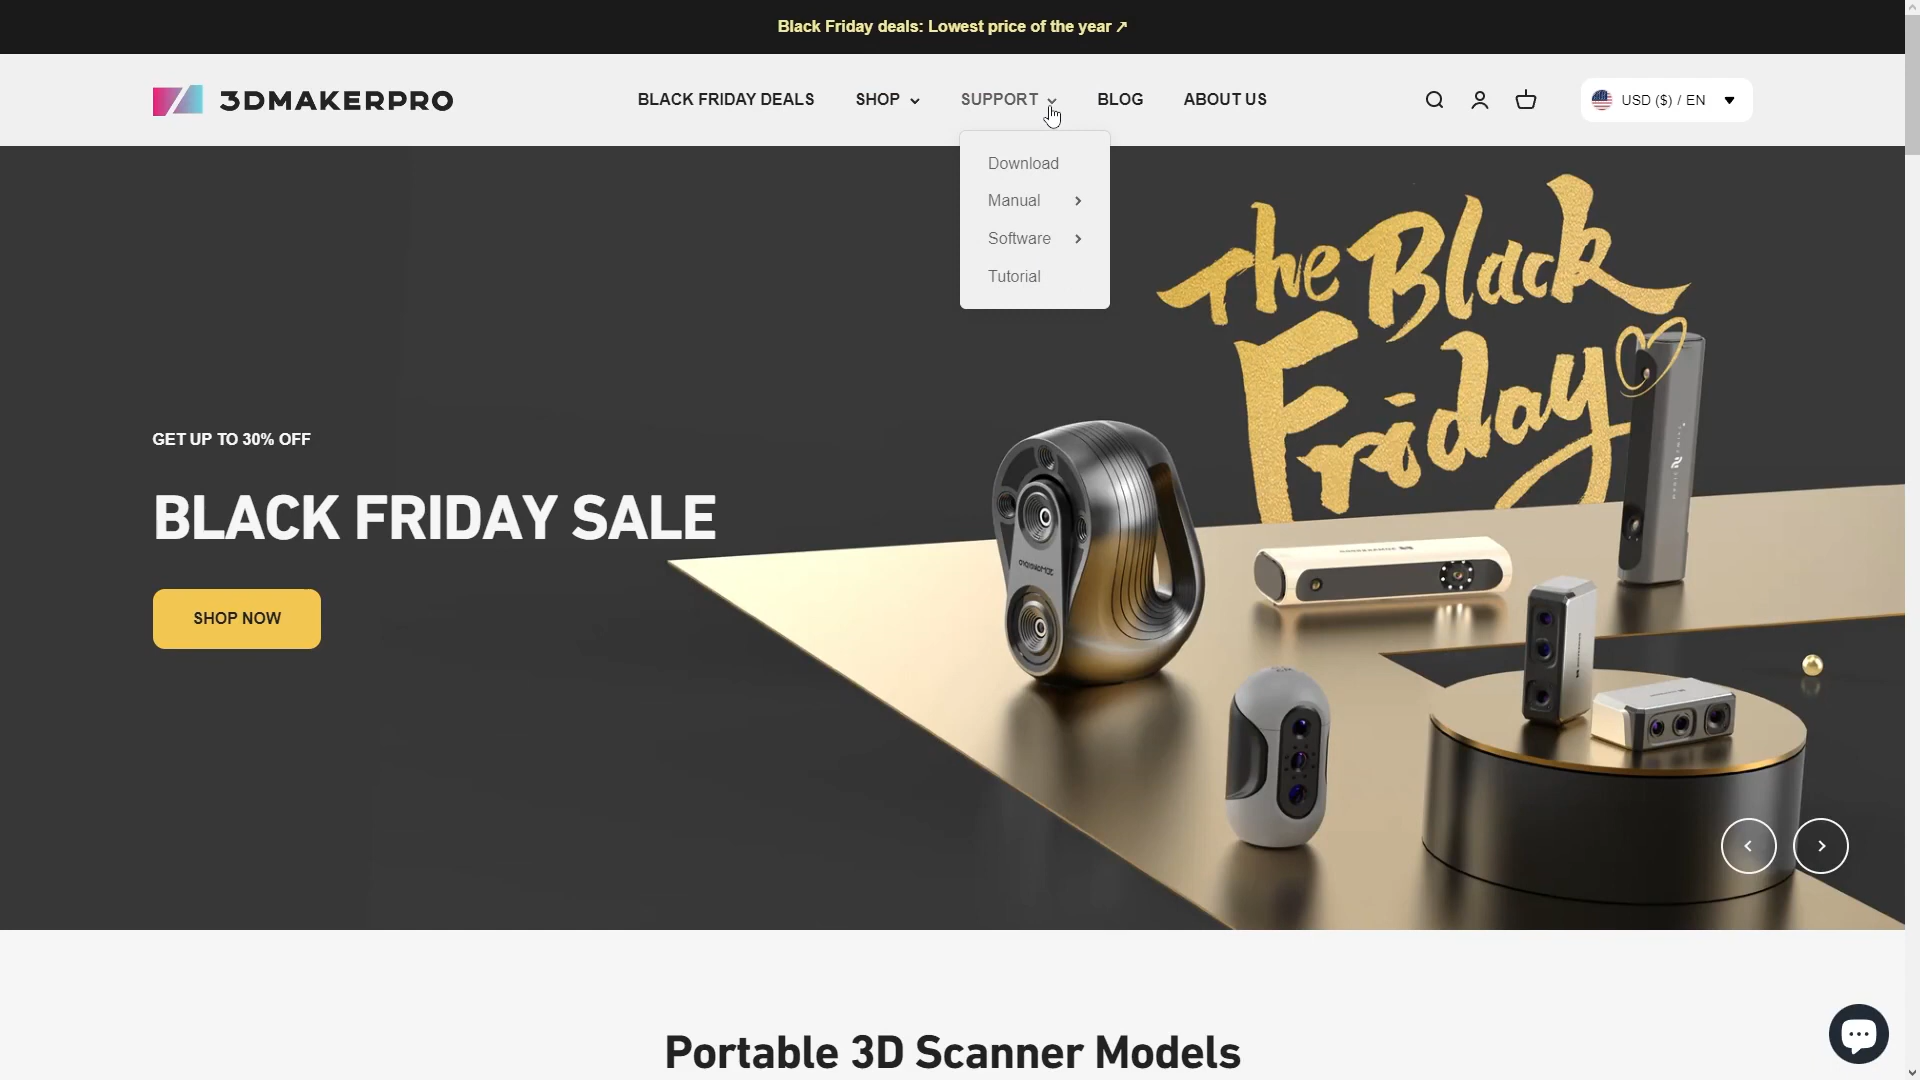 Black Friday deals: Lowest price of the year ↗
3DMAKERPRO
BLACK FRIDAY DEALS
SHOP
SUPPORT
BLOG
ABOUT US
USD ($) / EN
Download
Manual
Software
Tutorial
The Black
Friday
GET UP TO 30% OFF
BLACK FRIDAY SALE
SHOP NOW
Portable 3D Scanner Models